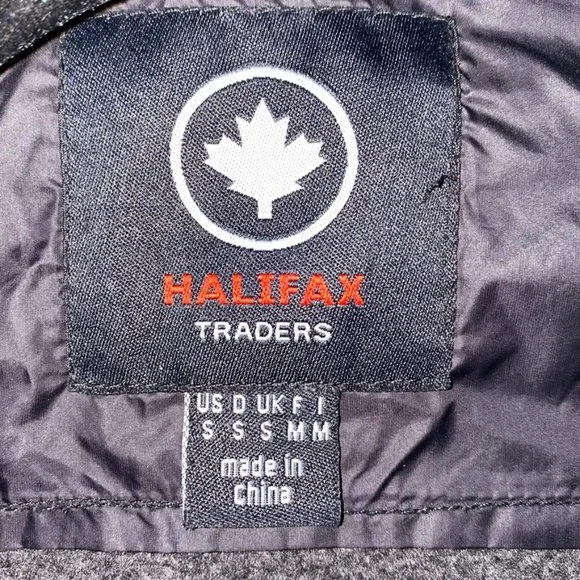 HALIFAX
TRADERS
US D UK F I
S S S M M
made in
China